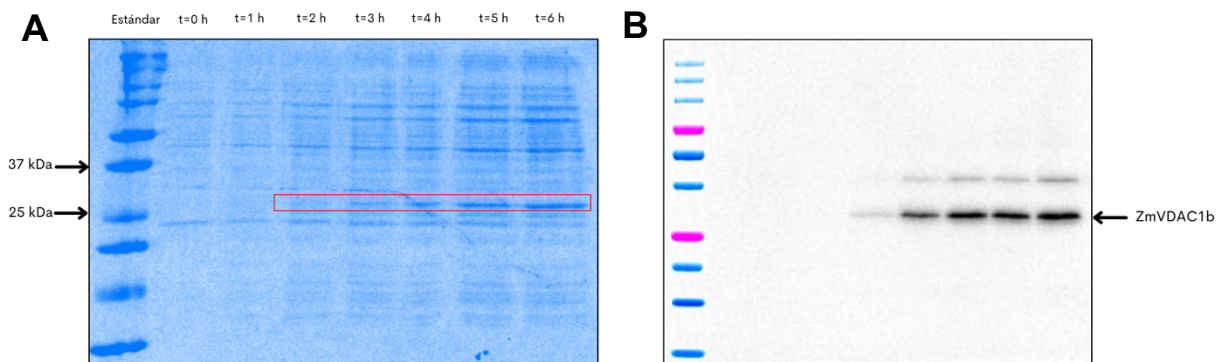 A
Estándar t=0 h t=1 h t=2 h t=3 h t=4 h t=5 h t=6 h
37 kDa
25 kDa
B
ZmVDAC1b